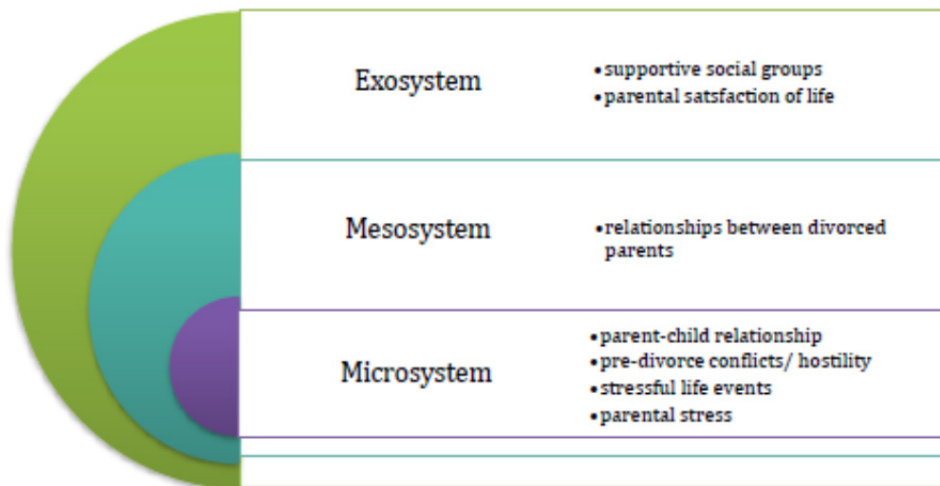 Exosystem
•supportive social groups
•parental satsfaction of life
Mesosystem
•relationships between divorced
parents
Microsystem
•parent-child relationship
•pre-divorce conflicts/ hostility
•stressful life events
•parental stress